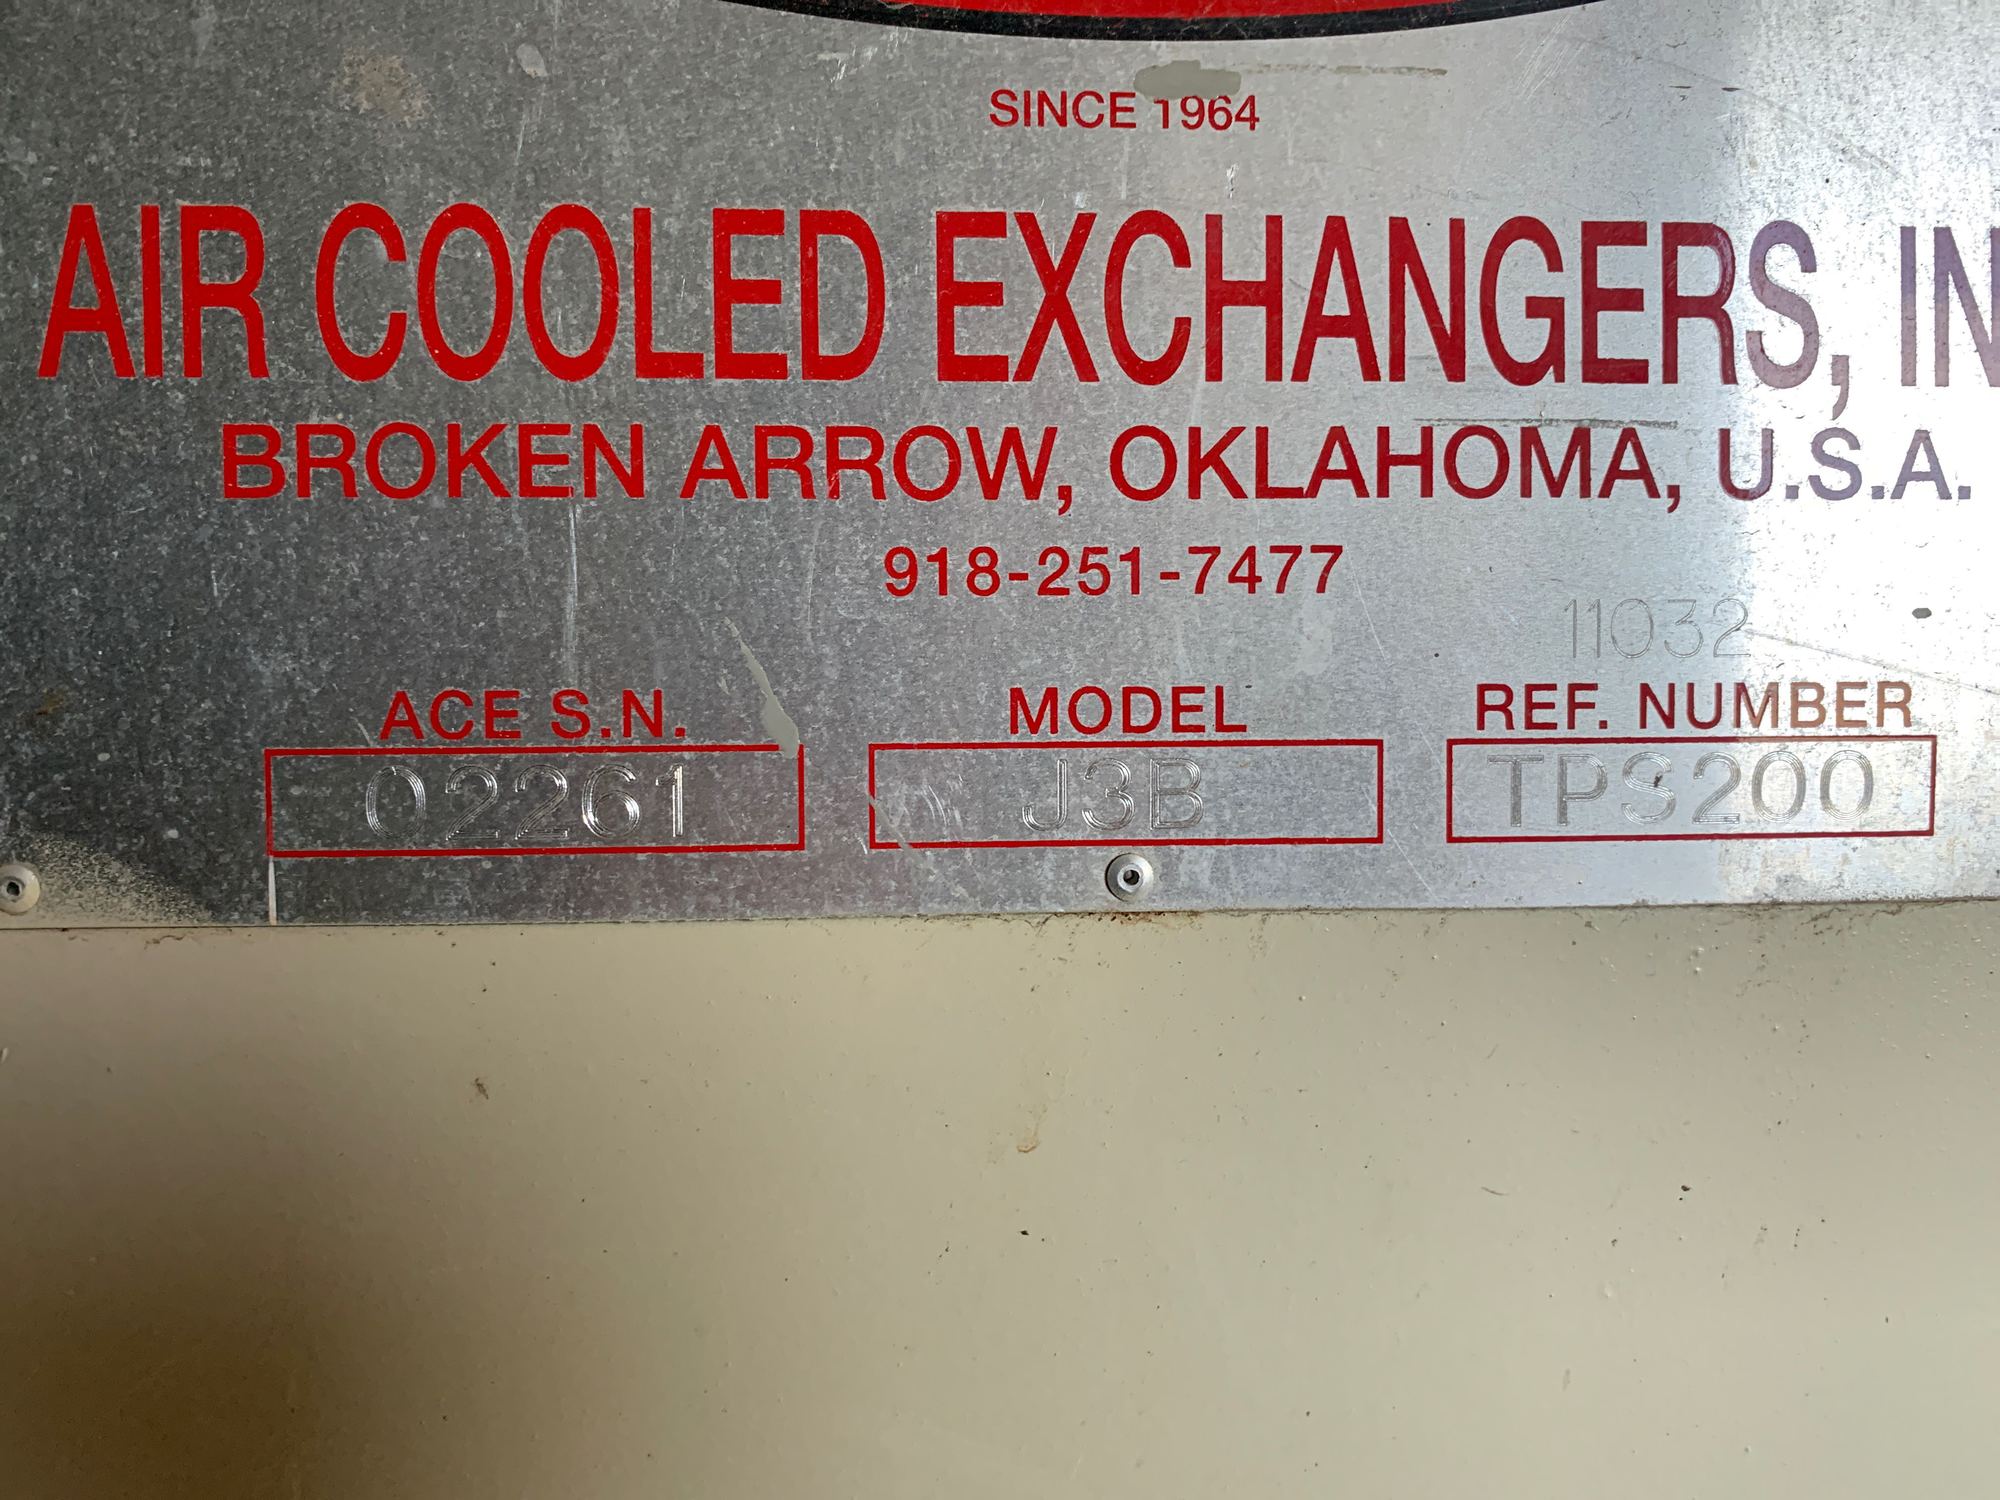 SINCE 1964
AIR COOLED EXCHANGERS, IN
BROKEN ARROW, OKLAHOMA, U.S.A.
918-251-7477
11032
ACE S.N. MODEL REF. NUMBER
02261 J3B TPS200